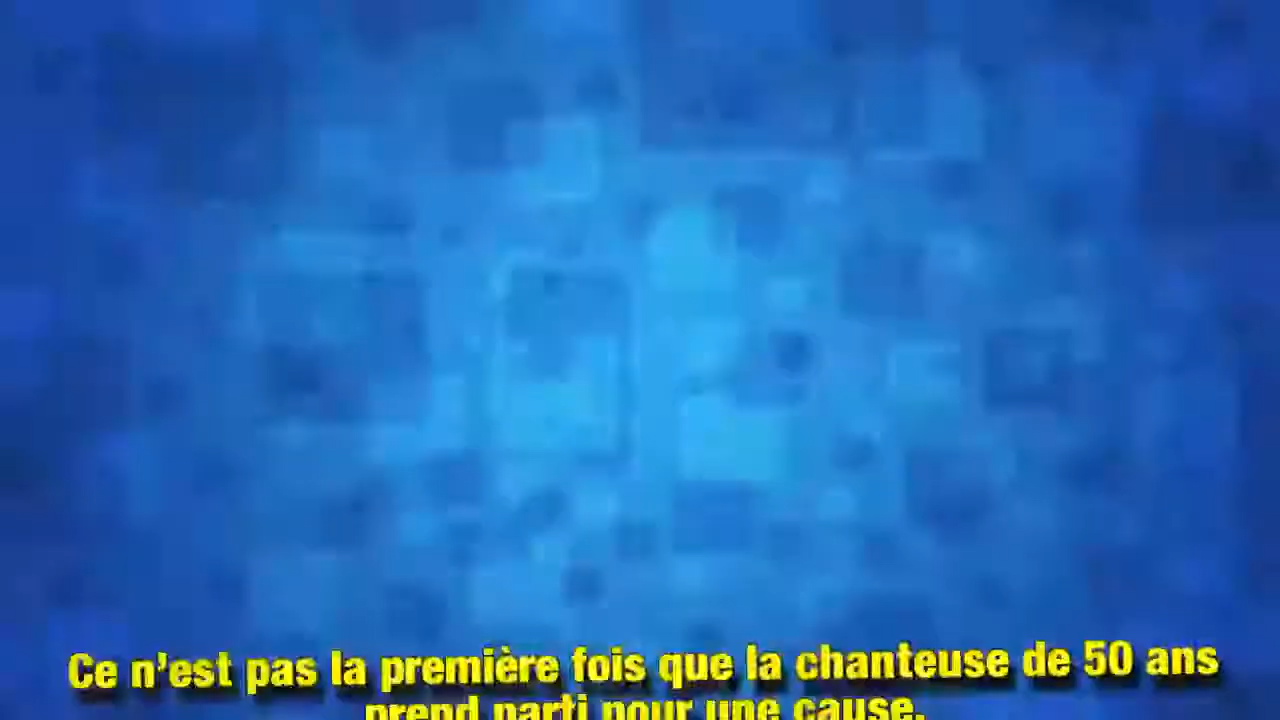 Ce n'est pas la première fois que la chanteuse de 50 ans
prend parti pour une cause.